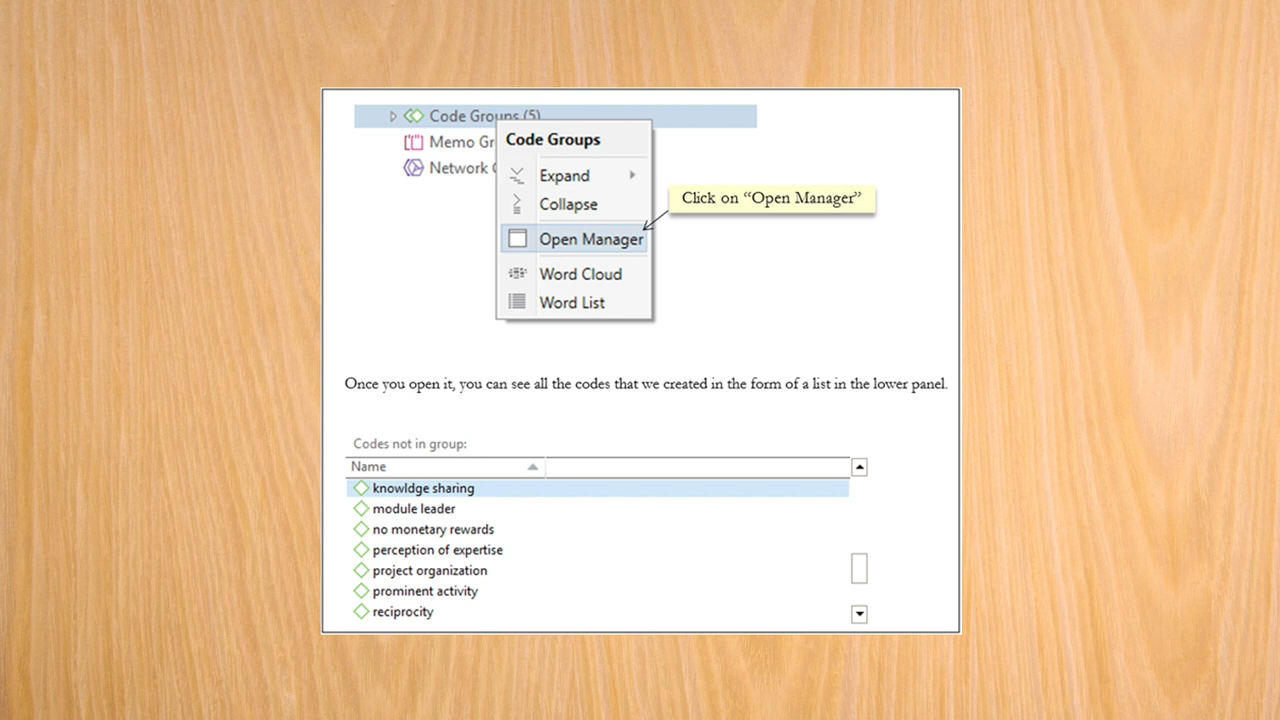 Code Groups (5)
Memo Gr
Network
Code Groups
Expand
Collapse
Open Manager
Word Cloud
Word List
Click on “Open Manager”
Once you open it, you can see all the codes that we created in the form of a list in the lower panel.
Codes not in group:
Name
knowldge sharing
module leader
no monetary rewards
perception of expertise
project organization
prominent activity
reciprocity